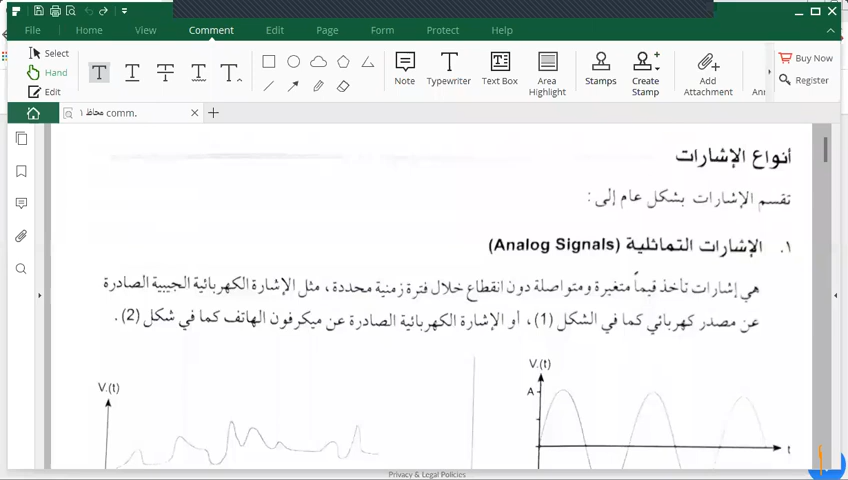 File
Home
View
Comment
Edit
Page
Form
Protect
Help
Select
Hand
Edit
Note
Typewriter
Text Box
Area Highlight
Stamps
Create Stamp
Add Attachment
Buy Now
Register
محاظ ١ comm.
أنواع الإشارات
تقسم الإشارات بشكل عام إلى:
١. الإشارات التماثلية (Analog Signals)
هي إشارات تأخذ قيماً متغيرة ومتواصلة دون انقطاع خلال فترة زمنية محددة، مثل الإشارة الكهربائية الجيبية الصادرة
عن مصدر كهربائي كما في الشكل (1)، أو الإشارة الكهربائية الصادرة عن ميكرفون الهاتف كما في شكل (2).
V.(t)
A
t
V.(t)
Privacy & Legal Policies